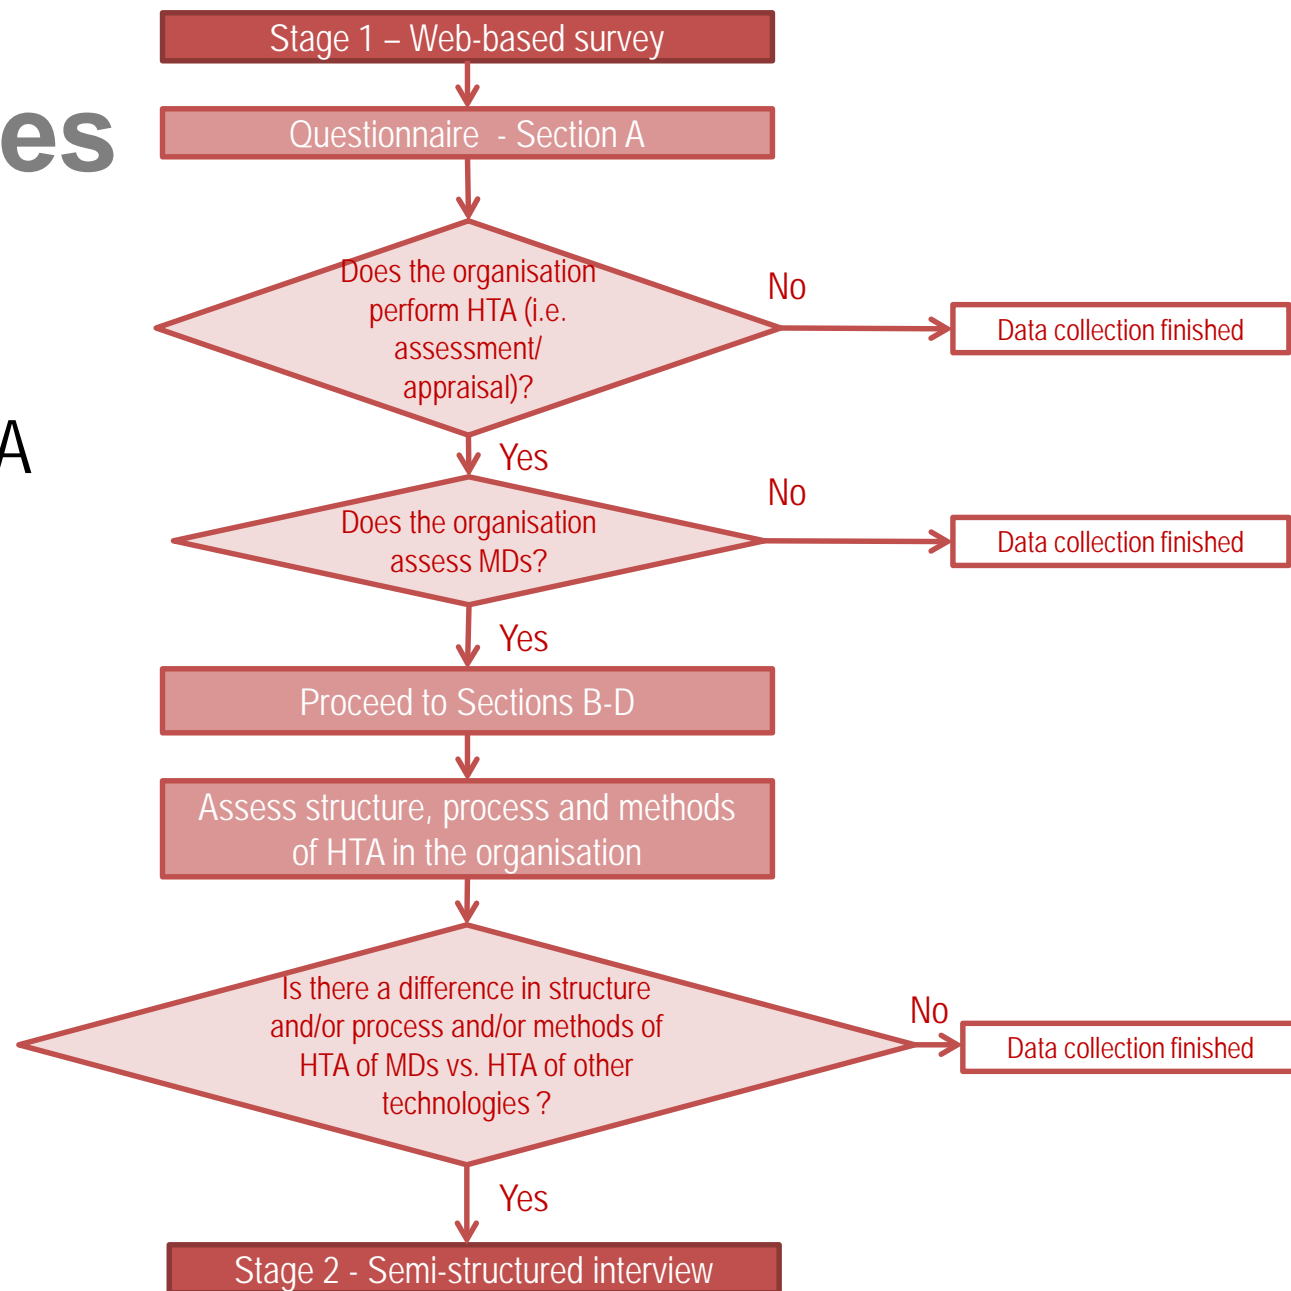 Stage 1 – Web-based survey
es
Questionnaire - Section A
Does the organisation
perform HTA (i.e.
assessment/
appraisal)?
No
Data collection finished
A
Yes
Does the organisation
assess MDs?
No
Data collection finished
Yes
Proceed to Sections B-D
Assess structure, process and methods
of HTA in the organisation
Is there a difference in structure
and/or process and/or methods of
HTA of MDs vs. HTA of other
technologies ?
No
Data collection finished
Yes
Stage 2 - Semi-structured interview